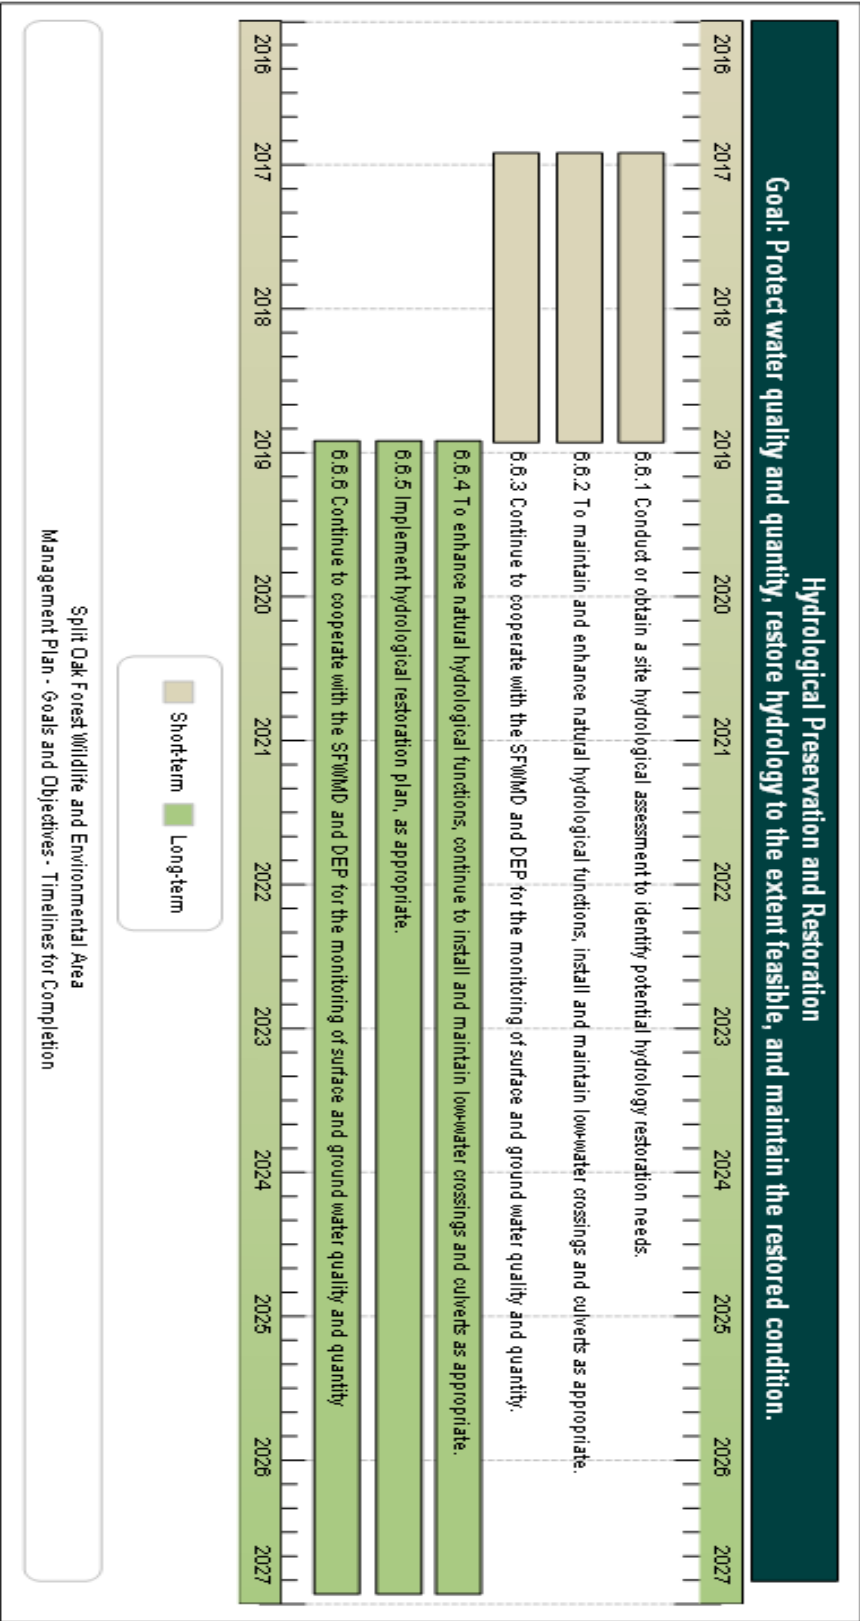 Hydrological Preservation and Restoration
Goal: Protect water quality and quantity, restore hydrology to the extent feasible, and maintain the restored condition.
2016 2017 2018 2019 2020 2021 2022 2023 2024 2025 2026 2027
6.6.1 Conduct or obtain a site hydrological assessment to identify potential hydrology restoration needs.
6.6.2 To maintain and enhance natural hydrological functions, install and maintain low-water crossings and culverts as appropriate.
6.6.3 Continue to cooperate with the SFWMD and DEP for the monitoring of surface and ground water quality and quantity.
6.6.4 To enhance natural hydrological functions, continue to install and maintain low-water crossings and culverts as appropriate.
6.6.5 Implement hydrological restoration plan, as appropriate.
6.6.6 Continue to cooperate with the SFWMD and DEP for the monitoring of surface and ground water quality and quantity
2016 2017 2018 2019 2020 2021 2022 2023 2024 2025 2026 2027
Short-term Long-term
Split Oak Forest Wildlife and Environmental Area
Management Plan - Goals and Objectives - Timelines for Completion